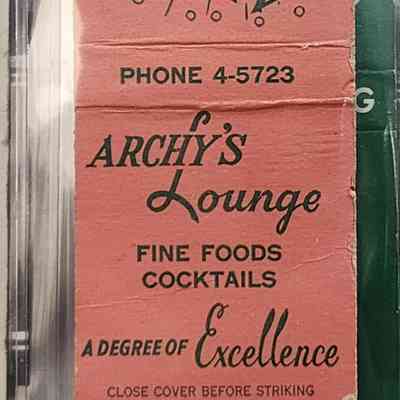 PHONE 4-5723
ARCHY'S
Lounge
FINE FOODS
COCKTAILS
A DEGREE OF Excellence
CLOSE COVER BEFORE STRIKING
G